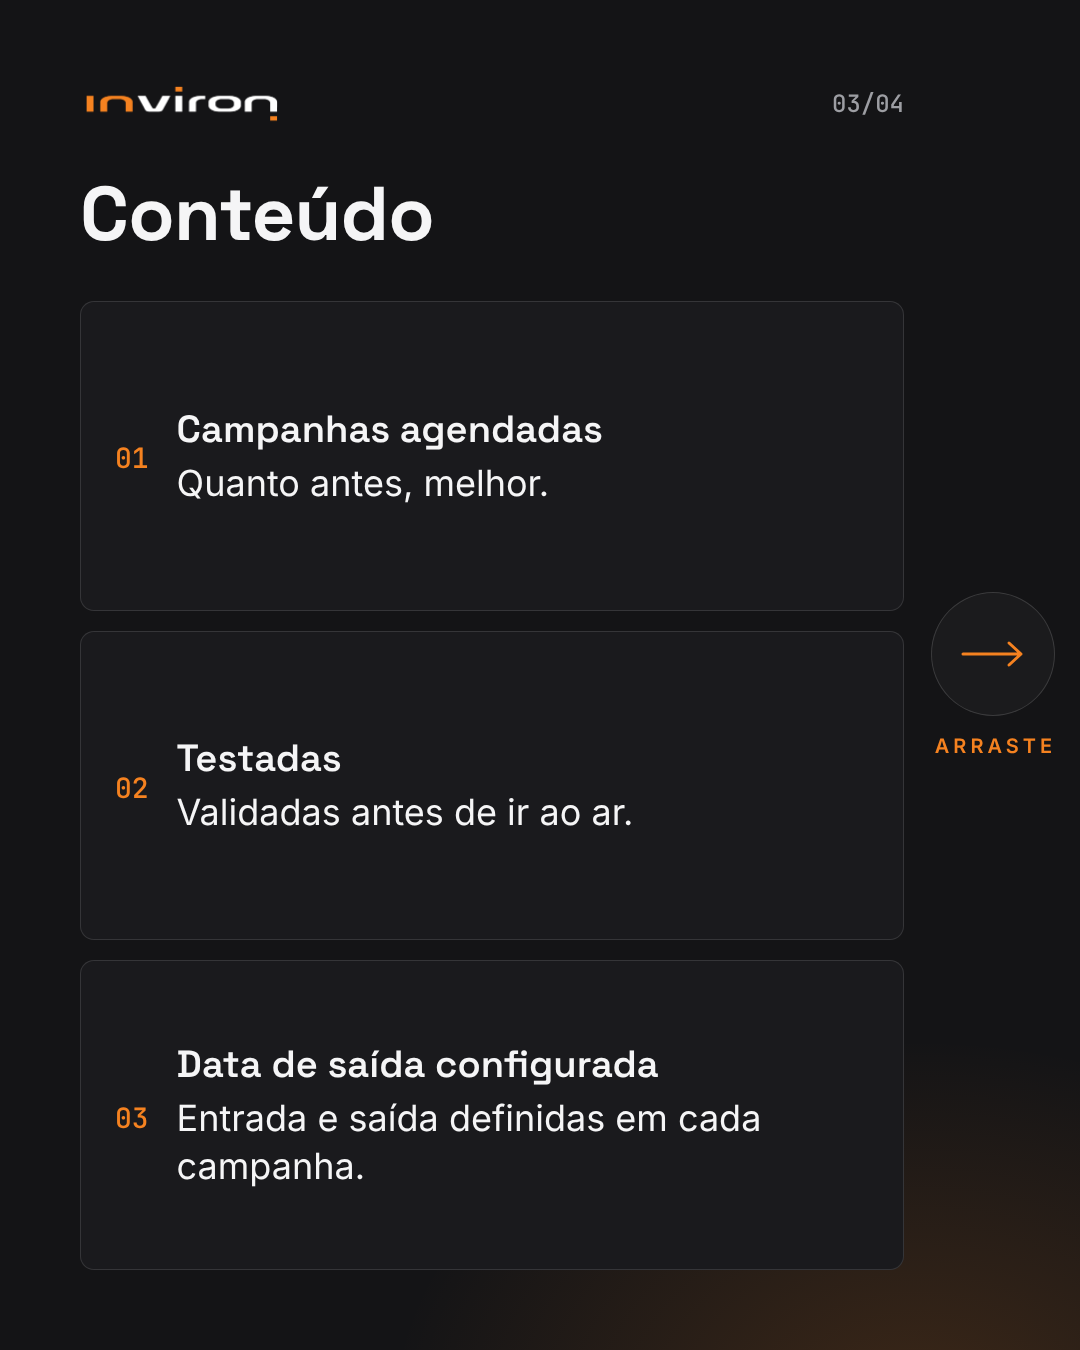 inviron
03/04
Conteúdo
01
Campanhas agendadas
Quanto antes, melhor.
02
Testadas
Validadas antes de ir ao ar.
03
Data de saída configurada
Entrada e saída definidas em cada
campanha.
ARRASTE